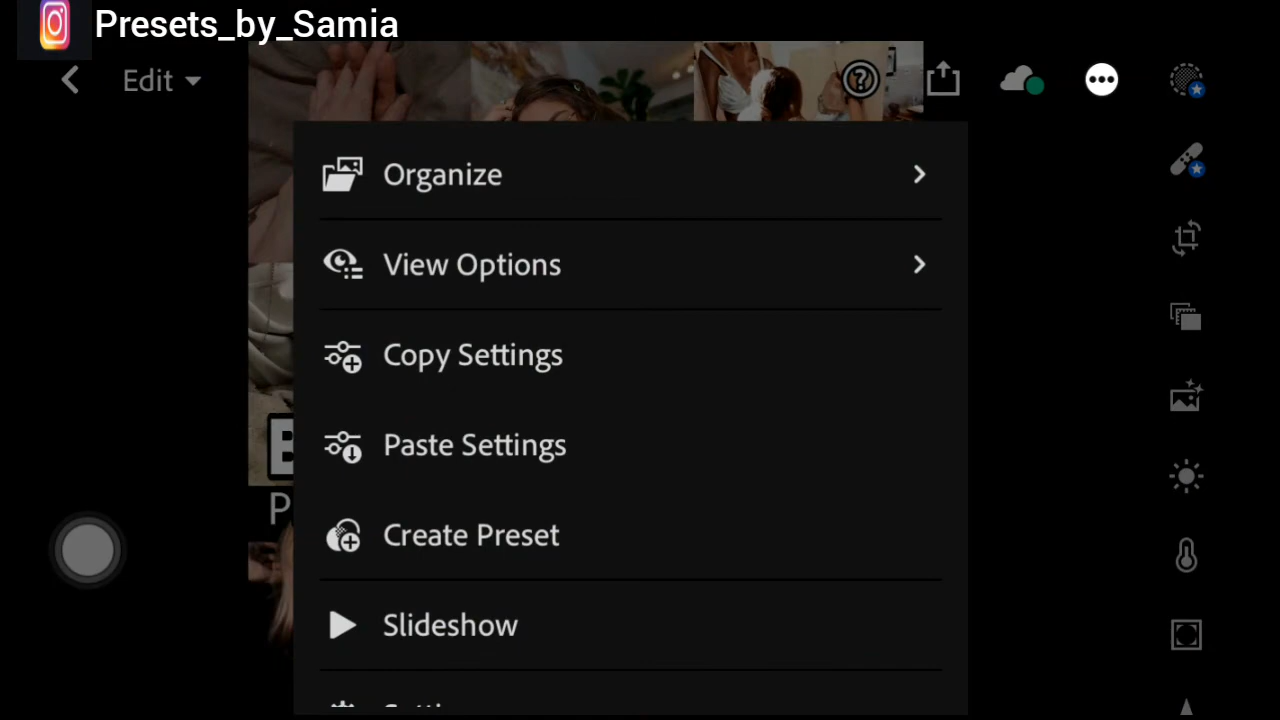 Presets_by_Samia
Edit
Organize
View Options
Copy Settings
Paste Settings
Create Preset
Slideshow